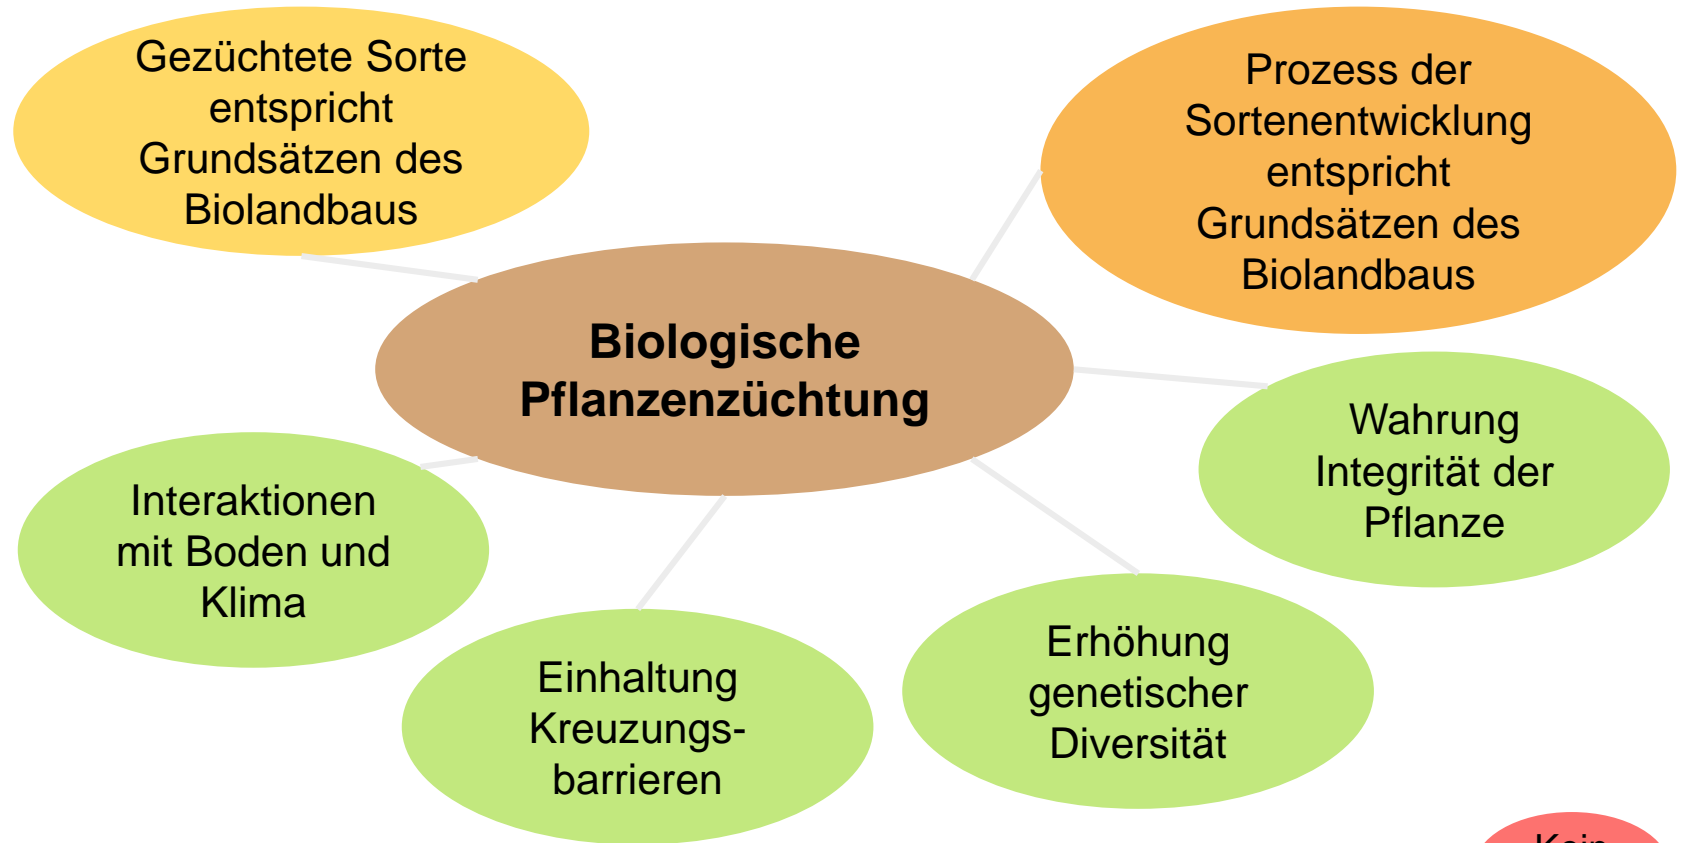 Gezüchtete Sorte
entspricht
Grundsätzen des
Biolandbaus
Prozess der
Sortenentwicklung
entspricht
Grundsätzen des
Biolandbaus
Biologische
Pflanzenzüchtung
Wahrung
Integrität der
Pflanze
Interaktionen
mit Boden und
Klima
Erhöhung
genetischer
Diversität
Einhaltung
Kreuzungs-
barrieren
Kein